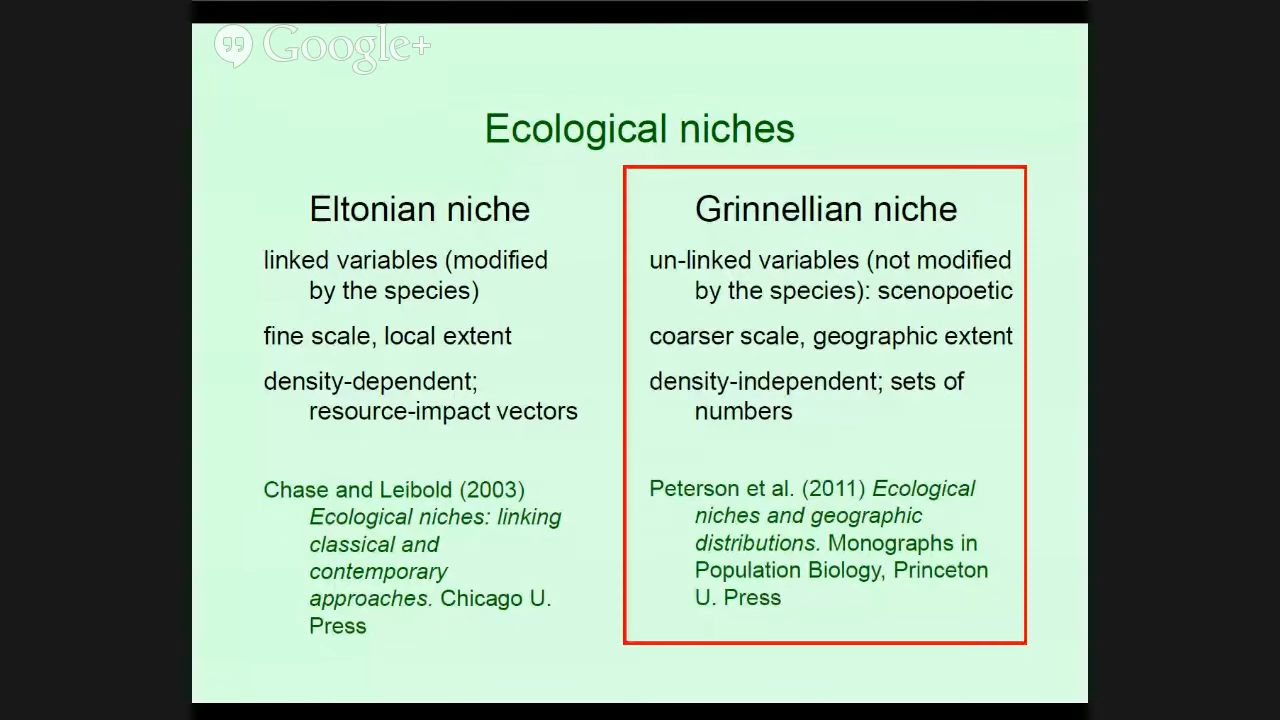 Google+
Ecological niches
Eltonian niche
linked variables (modified
by the species)
fine scale, local extent
density-dependent;
resource-impact vectors
Chase and Leibold (2003)
Ecological niches: linking
classical and
contemporary
approaches. Chicago U.
Press
Grinnellian niche
un-linked variables (not modified
by the species): scenopoetic
coarser scale, geographic extent
density-independent; sets of
numbers
Peterson et al. (2011) Ecological
niches and geographic
distributions. Monographs in
Population Biology, Princeton
U. Press